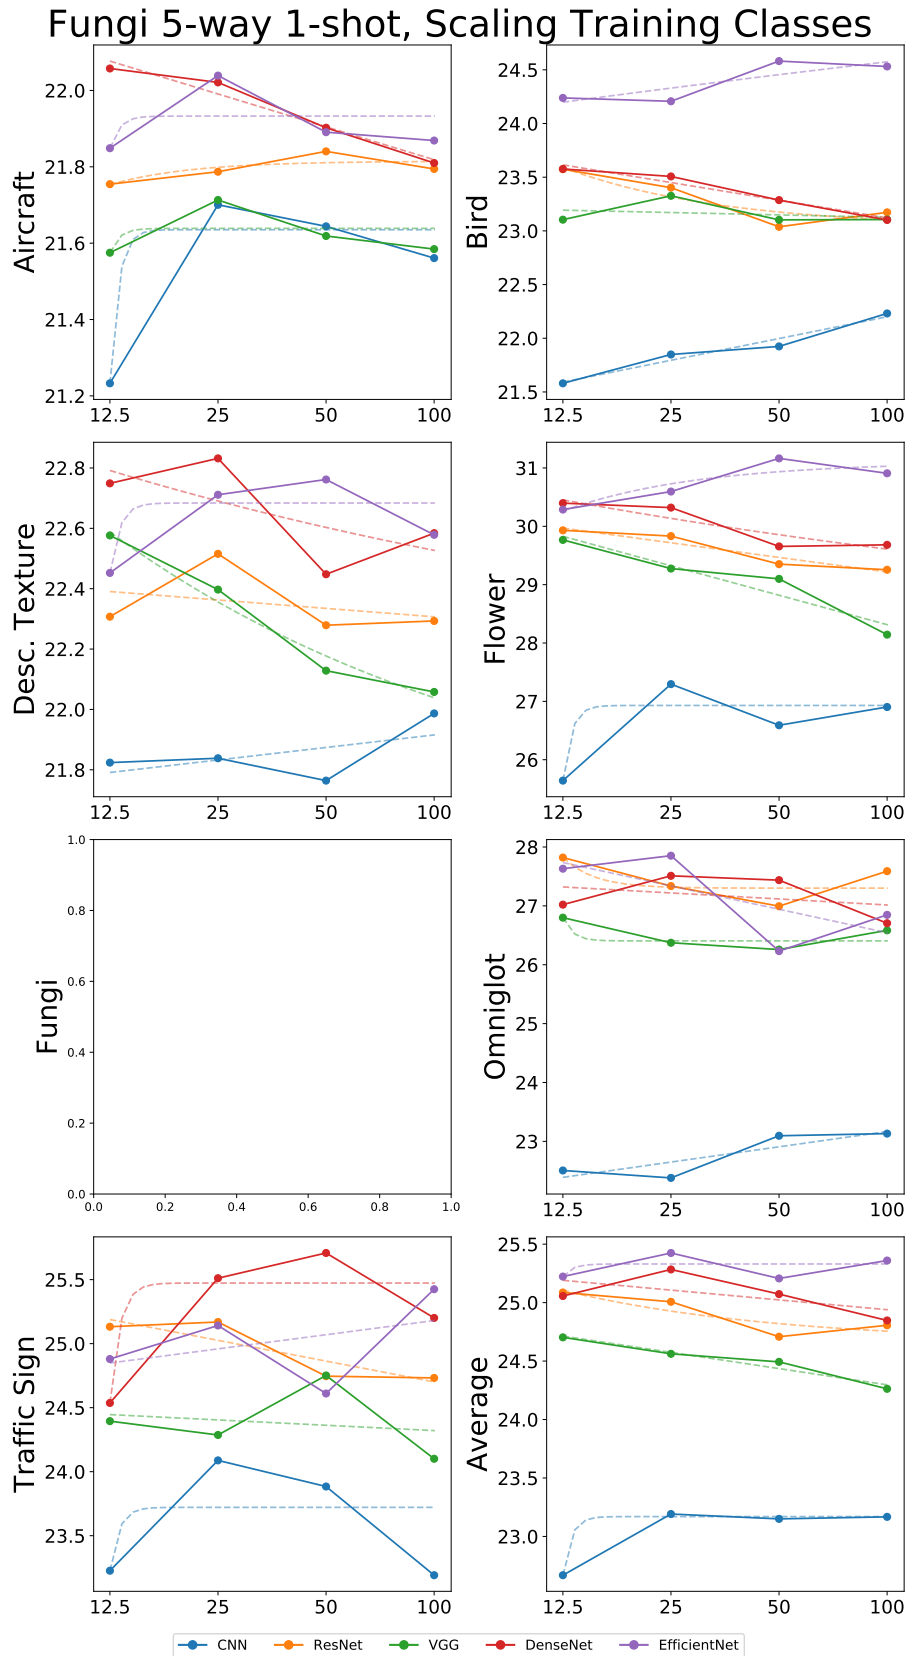 Fungi 5-way 1-shot, Scaling Training Classes
Aircraft
22.0
21.8
21.6
21.4
21.2
12.5 25 50 100
Bird
24.5
24.0
23.5
23.0
22.5
22.0
21.5
12.5 25 50 100
Desc. Texture
22.8
22.6
22.4
22.2
22.0
21.8
12.5 25 50 100
Flower
31
30
29
28
27
26
12.5 25 50 100
Fungi
1.0
0.8
0.6
0.4
0.2
0.0
0.0 0.2 0.4 0.6 0.8 1.0
Omniglot
28
27
26
25
24
23
12.5 25 50 100
Traffic Sign
25.5
25.0
24.5
24.0
23.5
12.5 25 50 100
Average
25.5
25.0
24.5
24.0
23.5
23.0
12.5 25 50 100
CNN ResNet VGG DenseNet EfficientNet